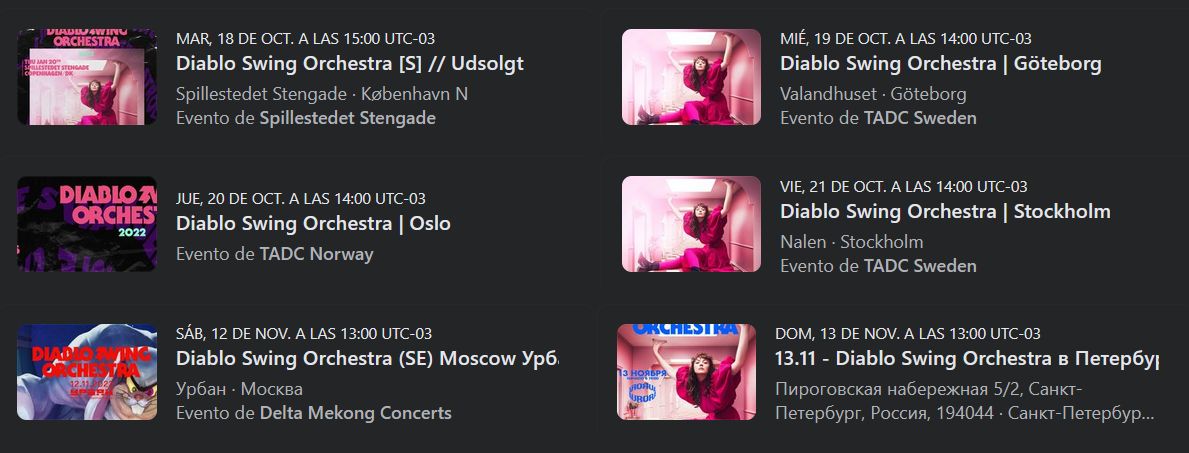 DIABLO SWING
ORCHESTRA
THU JAN 20TH
SPILLESTEDET STENGADE
COPENHAGEN/DK
MAR, 18 DE OCT. A LAS 15:00 UTC-03
Diablo Swing Orchestra [S] // Udsolgt
Spillestedet Stengade · København N
Evento de Spillestedet Stengade
MIÉ, 19 DE OCT. A LAS 14:00 UTC-03
Diablo Swing Orchestra | Göteborg
Valandhuset · Göteborg
Evento de TADC Sweden
DIABLO
ORCHES
2022
JUE, 20 DE OCT. A LAS 14:00 UTC-03
Diablo Swing Orchestra | Oslo
Evento de TADC Norway
VIE, 21 DE OCT. A LAS 14:00 UTC-03
Diablo Swing Orchestra | Stockholm
Nalen · Stockholm
Evento de TADC Sweden
DIABLO SWING
ORCHESTRA
12.11.2022
УРБАН
SÁB, 12 DE NOV. A LAS 13:00 UTC-03
Diablo Swing Orchestra (SE) Moscow Урба
Урбан · Москва
Evento de Delta Mekong Concerts
ORCHESTRA
13 НОЯБРЯ
DOM, 13 DE NOV. A LAS 13:00 UTC-03
13.11 - Diablo Swing Orchestra в Петербур
Пироговская набережная 5/2, Санкт-
Петербург, Россия, 194044 · Санкт-Петербур...